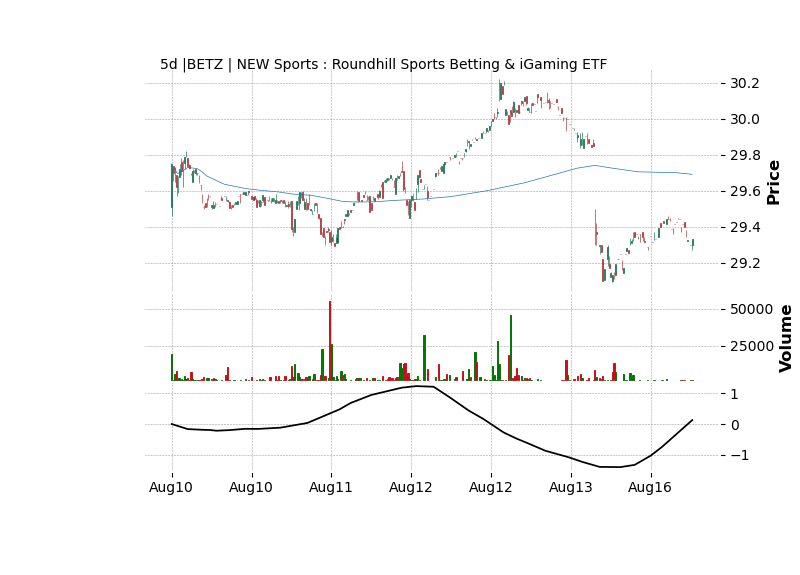 5d |BETZ | NEW Sports : Roundhill Sports Betting & iGaming ETF
30.2
30.0
29.8
29.6
29.4
29.2
Price
50000
25000
Volume
1
0
−1
Aug10
Aug10
Aug11
Aug12
Aug12
Aug13
Aug16